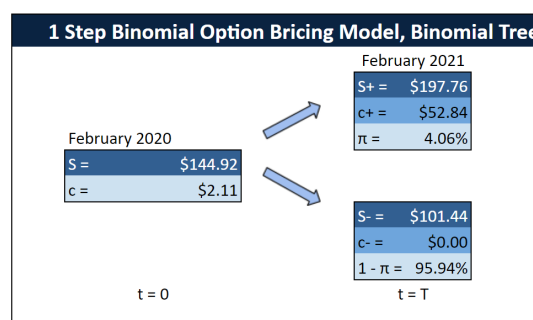 1 Step Binomial Option Bricing Model, Binomial Tree
February 2021
S+ = $197.76
c+ = $52.84
π = 4.06%
February 2020
S = $144.92
c = $2.11
S- = $101.44
c- = $0.00
1 - π = 95.94%
t = 0
t = T